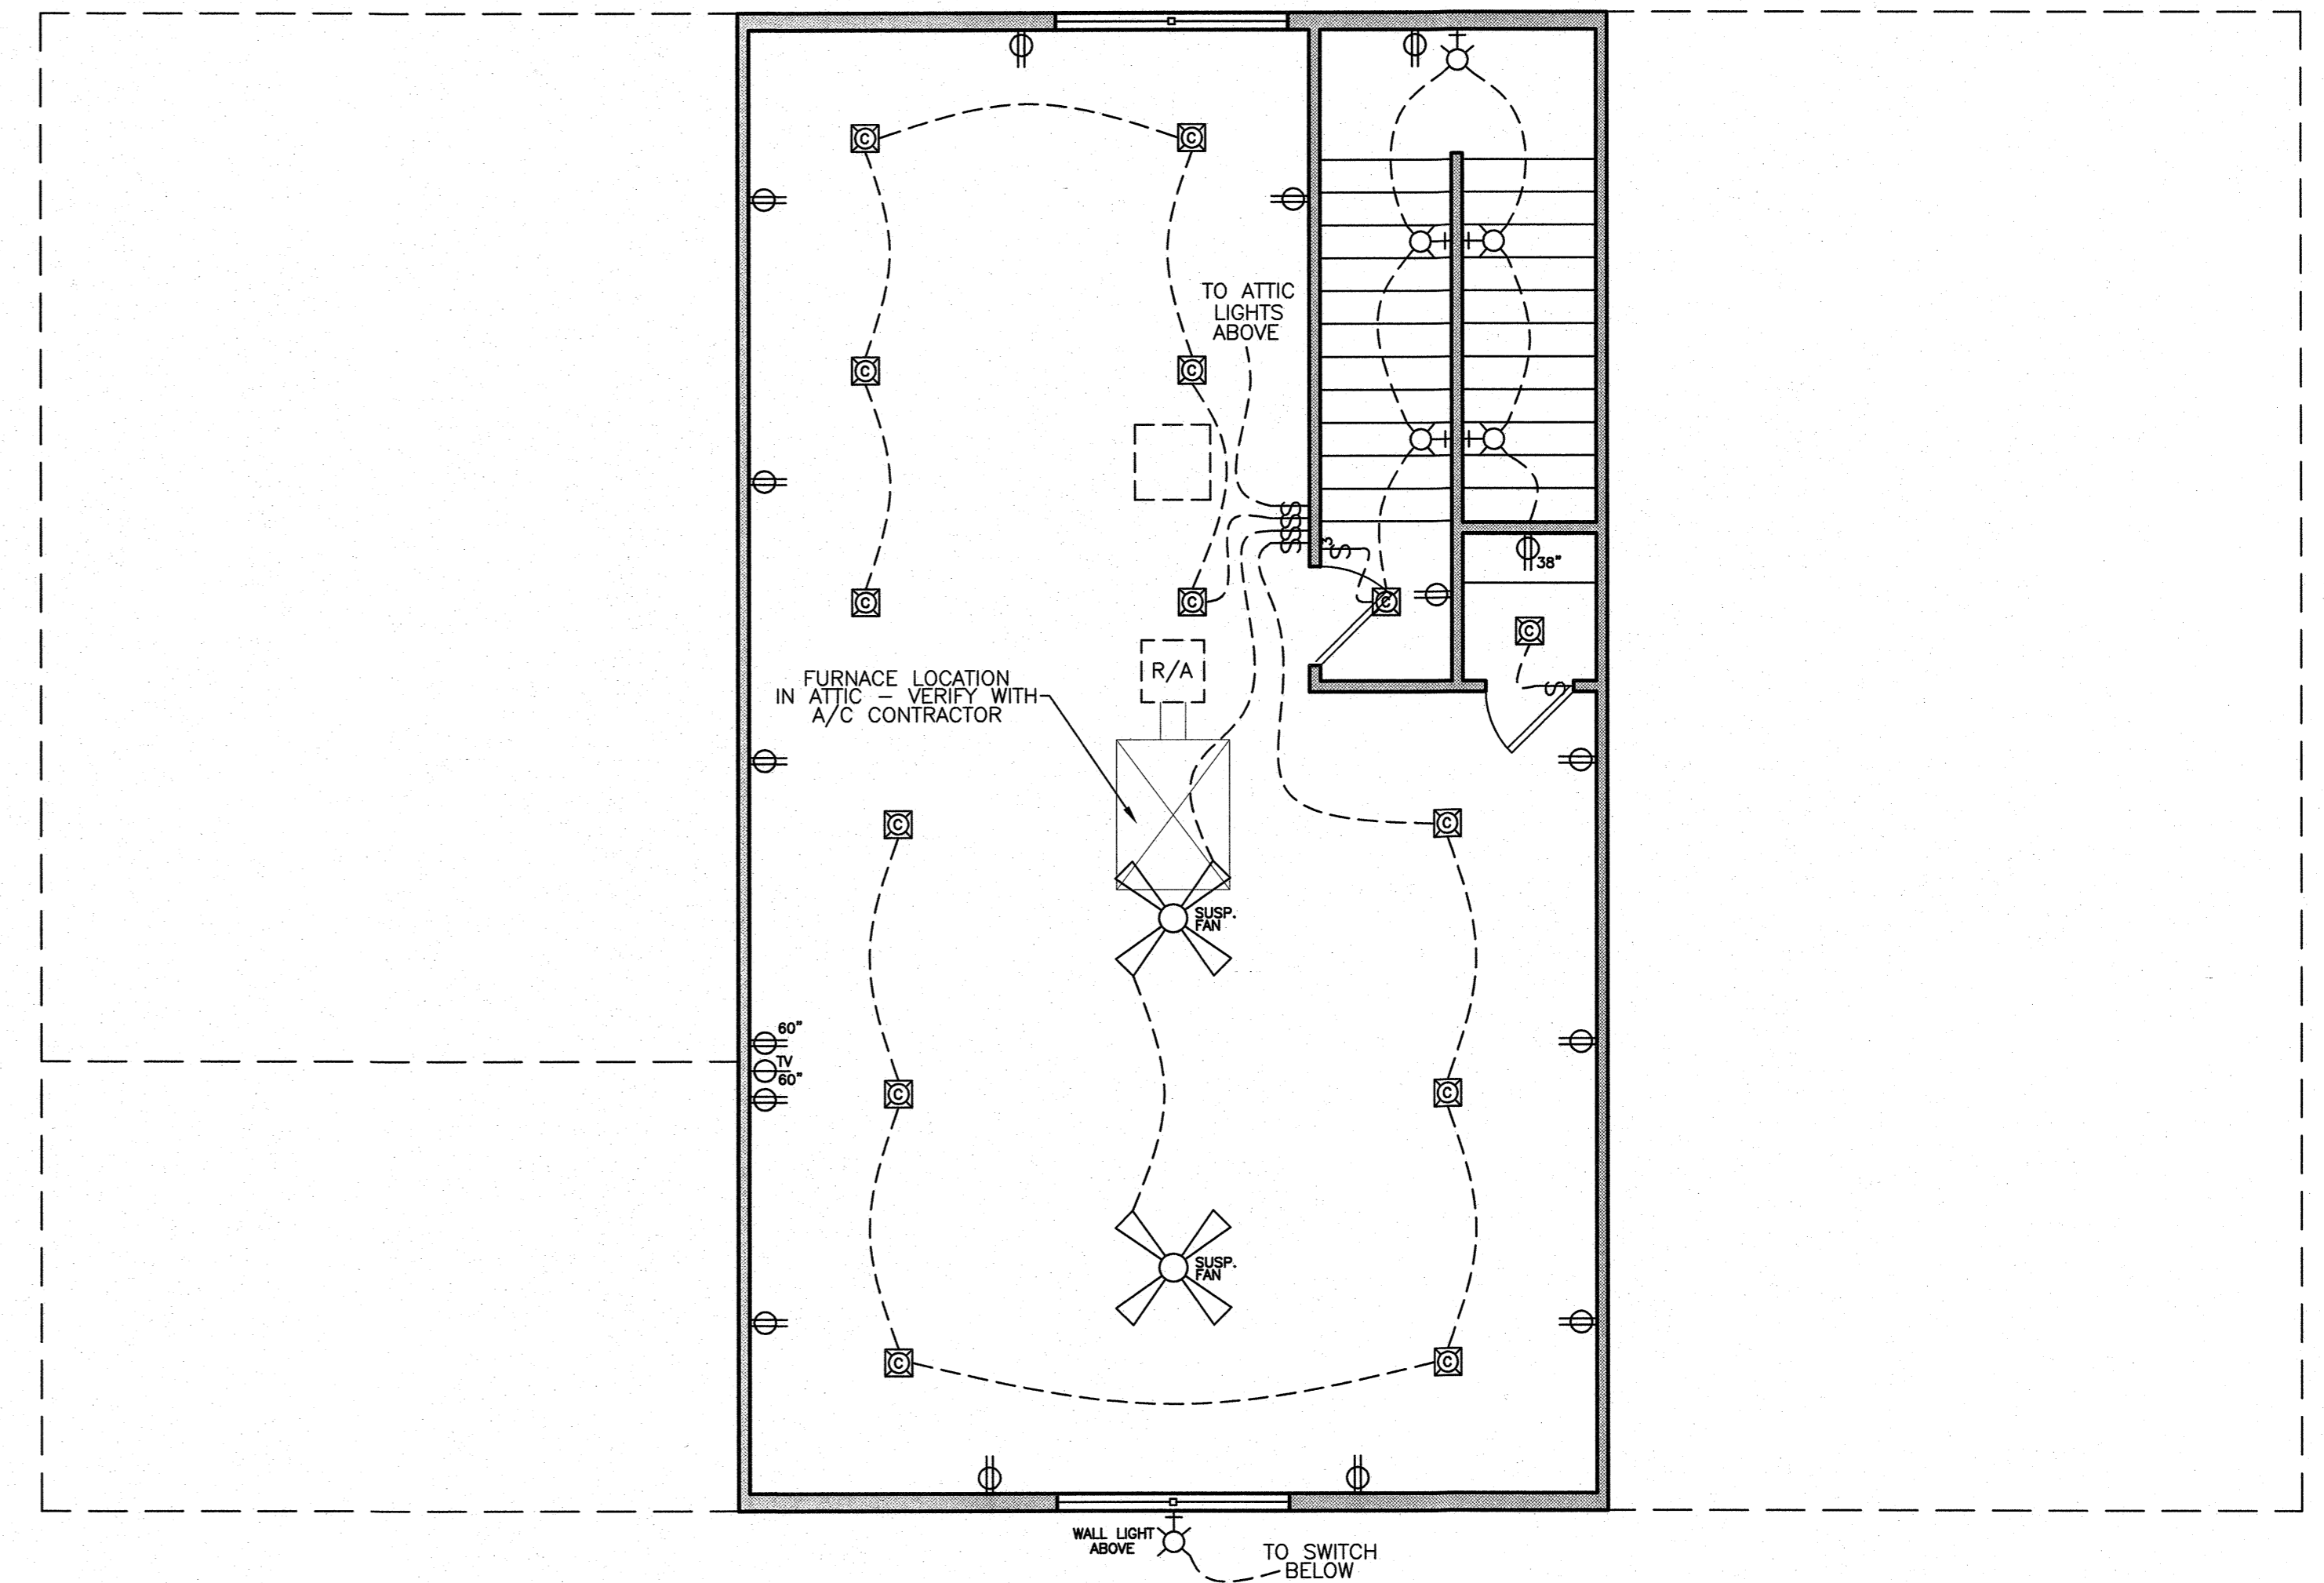 TO ATTIC
LIGHTS
ABOVE
C
C
C
C
C
C
S
S
S
S
3
S
38"
C
C
S
R/A
FURNACE LOCATION
IN ATTIC – VERIFY WITH
A/C CONTRACTOR
C
C
SUSP.
FAN
60"
TV
60"
C
C
SUSP.
FAN
C
C
WALL LIGHT
ABOVE
TO SWITCH
BELOW